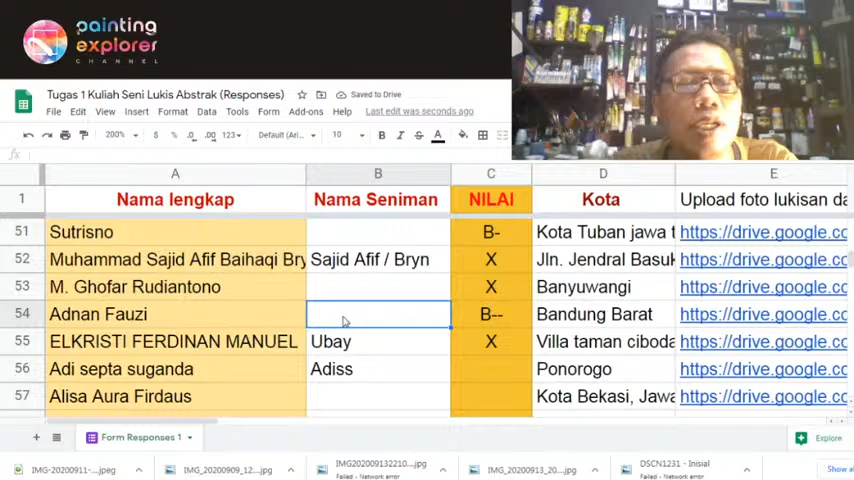 painting
explorer
CHANNEL
Tugas 1 Kuliah Seni Lukis Abstrak (Responses)
Saved to Drive
File Edit View Insert Format Data Tools Form Add-ons Help Last edit was seconds ago
200% $ % .0 .00 123 Default (Ari... 10 B I S A
fx
A B C D E
1 Nama lengkap Nama Seniman NILAI Kota Upload foto lukisan da
51 Sutrisno B- Kota Tuban jawa t https://drive.google.co
52 Muhammad Sajid Afif Baihaqi Bry Sajid Afif / Bryn X Jln. Jendral Basuk https://drive.google.co
53 M. Ghofar Rudiantono X Banyuwangi https://drive.google.co
54 Adnan Fauzi B-- Bandung Barat https://drive.google.co
55 ELKRISTI FERDINAN MANUEL Ubay X Villa tamanciboda https://drive.google.co
56 Adi septa suganda Adiss Ponorogo https://drive.google.co
57 Alisa Aura Firdaus Kota Bekasi, Jawa https://drive.google.co
+ Form Responses 1 Explore
IMG-20200911-....jpeg IMG_20200909_12....jpg IMG_202009132210....jpg IMG_20200913_20....jpg DSCN1231 - Inisial Show al
Failed - Network error Failed - Network error